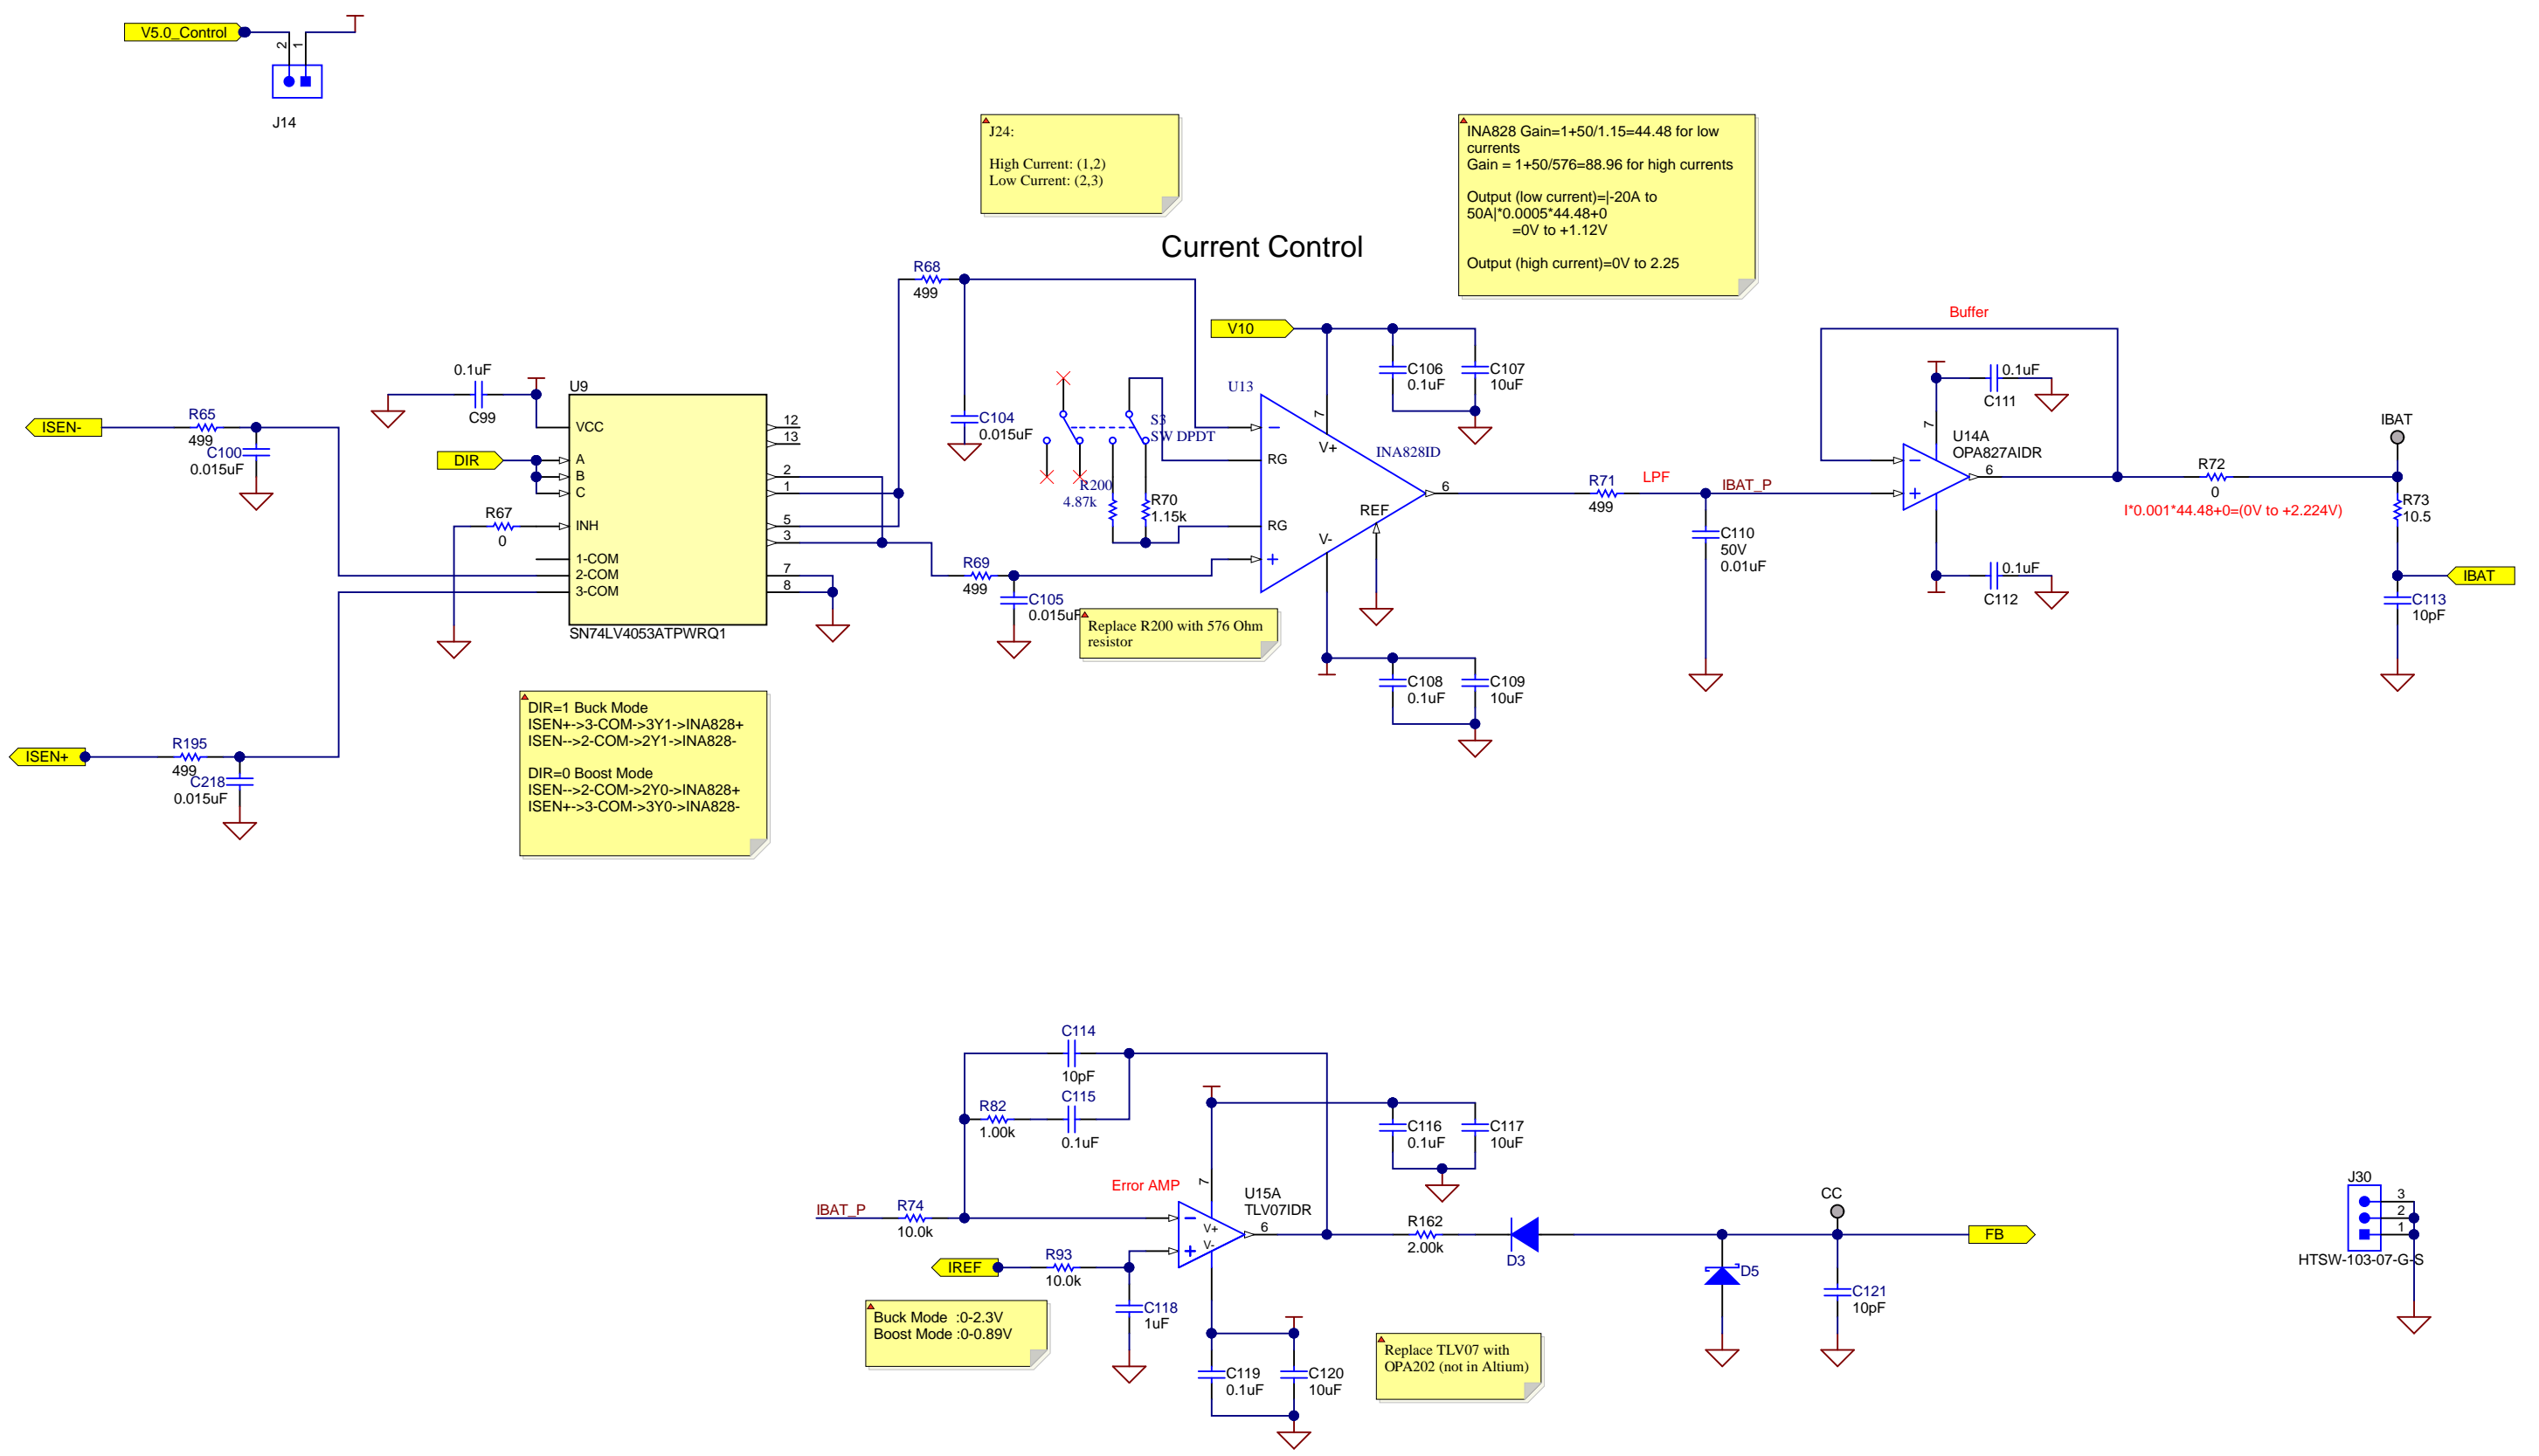 V5.0_Control
2
1
J14
J24:
High Current: (1,2)
Low Current: (2,3)
INA828 Gain=1+50/1.15=44.48 for low
currents
Gain = 1+50/576=88.96 for high currents
Output (low current)=|-20A to
50A|*0.0005*44.48+0
=0V to +1.12V
Output (high current)=0V to 2.25
Current Control
ISEN-
R65
499
C100
0.015uF
ISEN+
R195
499
C218
0.015uF
0.1uF
C99
DIR
R67
0
U9
VCC
A
B
C
INH
1-COM
2-COM
3-COM
12
13
2
1
5
3
7
8
SN74LV4053ATPWRQ1
DIR=1 Buck Mode
ISEN+->3-COM->3Y1->INA828+
ISEN-->2-COM->2Y1->INA828-
DIR=0 Boost Mode
ISEN-->2-COM->2Y0->INA828+
ISEN+->3-COM->3Y0->INA828-
R68
499
C104
0.015uF
R69
499
C105
0.015uF
S3
SW DPDT
R200
4.87k
R70
1.15k
Replace R200 with 576 Ohm
resistor
V10
U13
7
V+
RG
RG
V-
REF
INA828ID
6
C106
0.1uF
C107
10uF
C108
0.1uF
C109
10uF
R71
499
LPF
IBAT_P
C110
50V
0.01uF
Buffer
0.1uF
C111
7
U14A
OPA827AIDR
6
0.1uF
C112
R72
0
I*0.001*44.48+0=(0V to +2.224V)
IBAT
R73
10.5
IBAT
C113
10pF
C114
10pF
C115
R82
1.00k
0.1uF
IBAT_P
R74
10.0k
Error AMP
7
V+
V-
U15A
TLV07IDR
6
IREF
R93
10.0k
C118
1uF
Buck Mode :0-2.3V
Boost Mode :0-0.89V
C116
0.1uF
C117
10uF
C119
0.1uF
C120
10uF
Replace TLV07 with
OPA202 (not in Altium)
R162
2.00k
D3
D5
CC
C121
10pF
FB
J30
3
2
1
HTSW-103-07-G-S